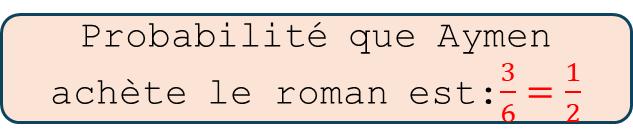 Probabilité que Aymen
achète le roman est:3/6 = 1/2